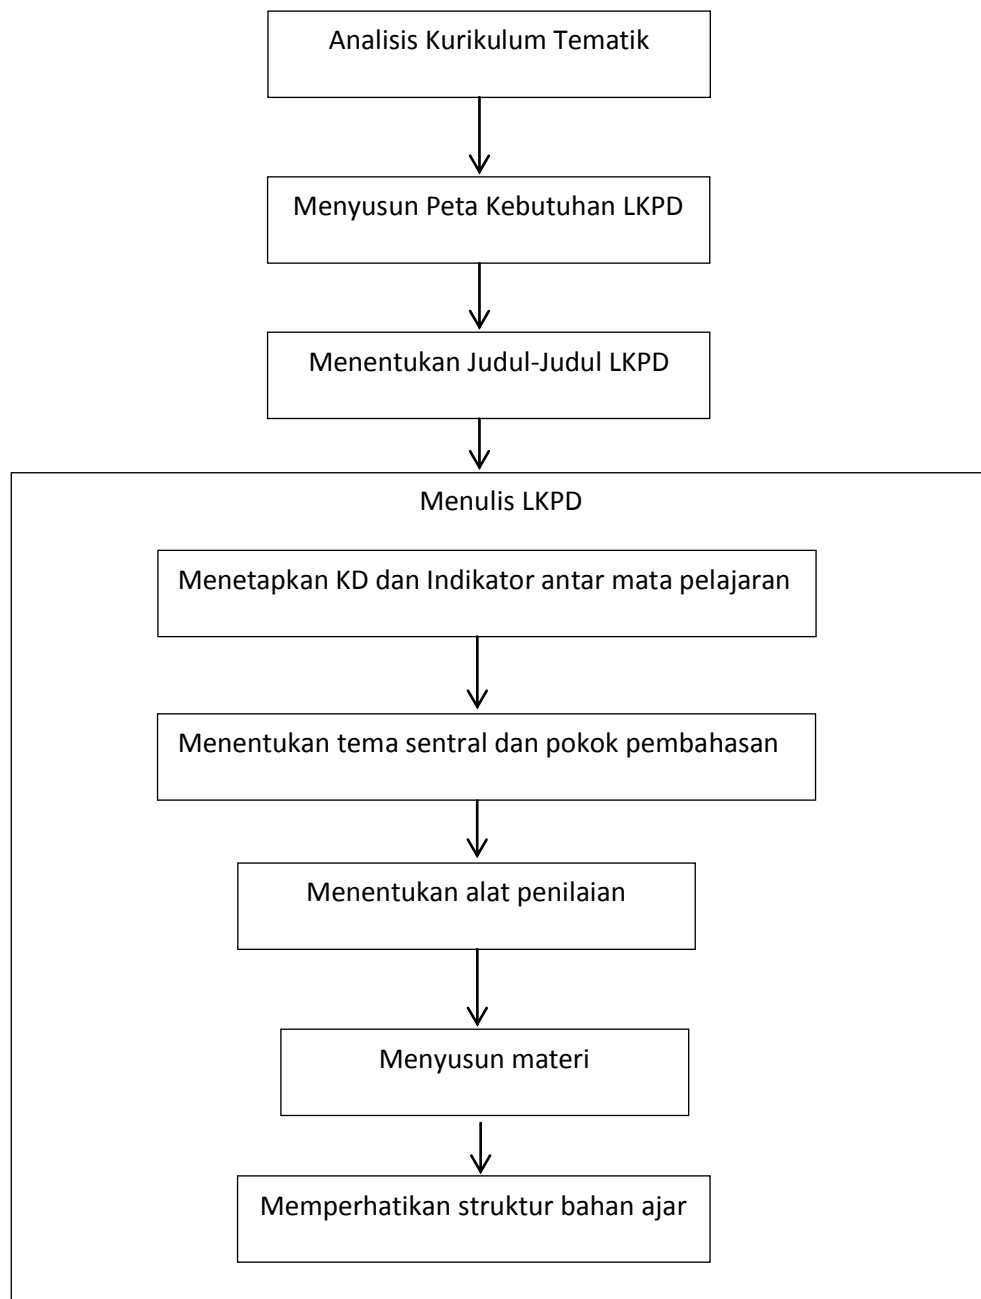 Analisis Kurikulum Tematik
Menyusun Peta Kebutuhan LKPD
Menentukan Judul-Judul LKPD
Menulis LKPD
Menetapkan KD dan Indikator antar mata pelajaran
Menentukan tema sentral dan pokok pembahasan
Menentukan alat penilaian
Menyusun materi
Memperhatikan struktur bahan ajar